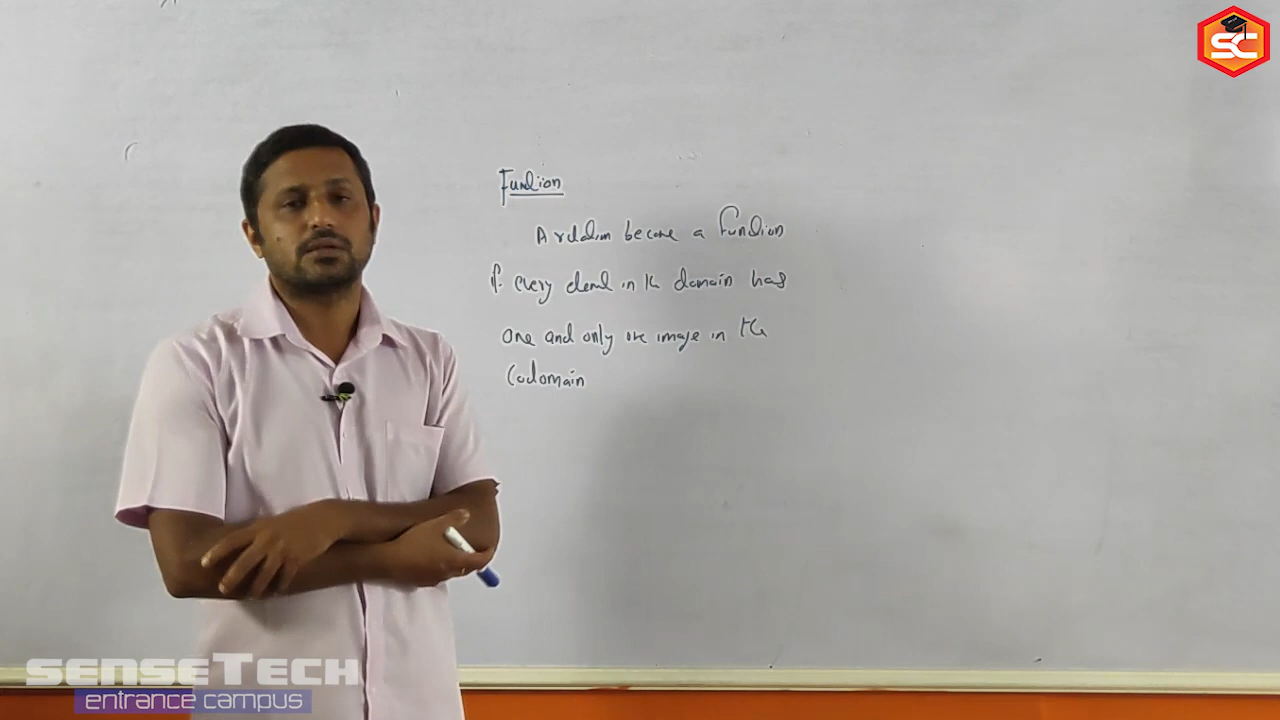 SC
Function
A relation become a function
if every element in the domain has
one and only one image in the
Codomain
senseTech
entrance campus